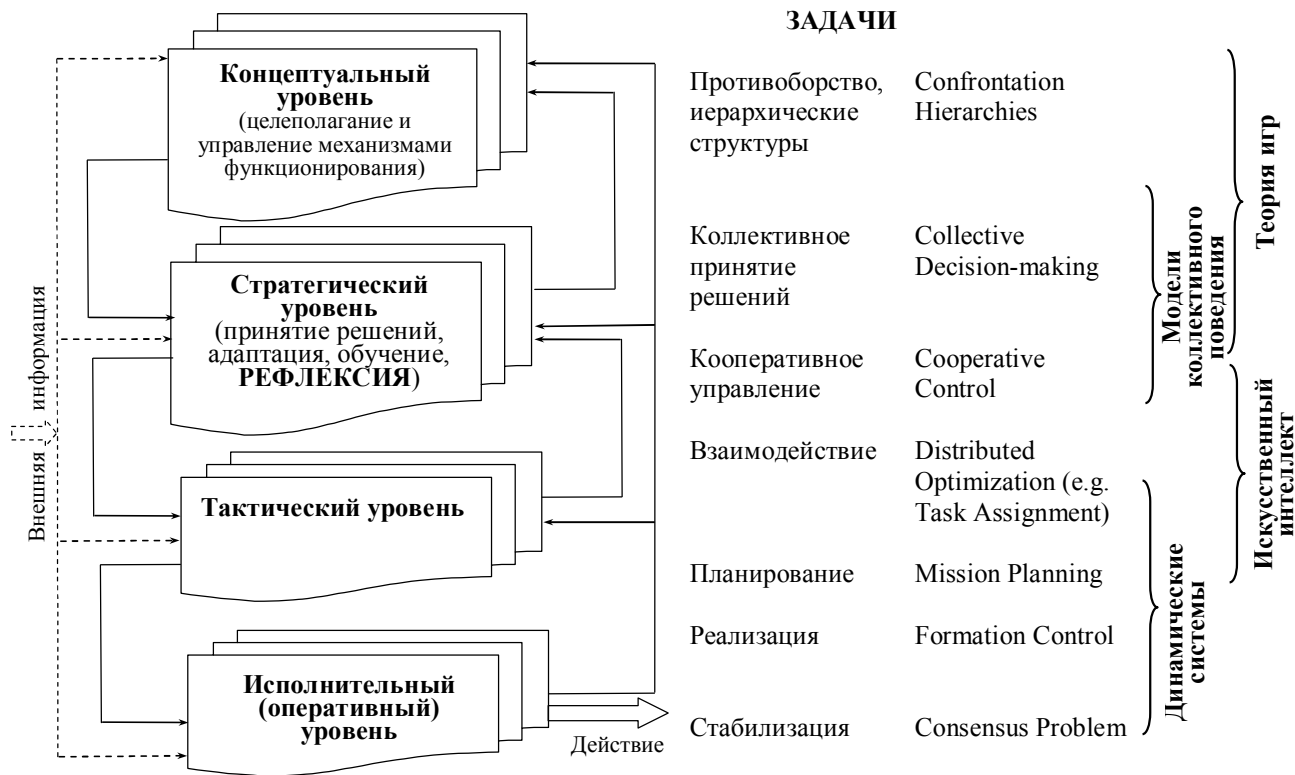 ЗАДАЧИ
Концептуальный
уровень
(целеполагание и
управление механизмами
функционирования)
Стратегический
уровень
(принятие решений,
адаптация, обучение,
РЕФЛЕКСИЯ)
Тактический уровень
Исполнительный
(оперативный)
уровень
Внешняя информация
Действие
Противоборство,
иерархические
структуры
Confrontation
Hierarchies
Коллективное
принятие
решений
Collective
Decision-making
Кооперативное
управление
Cooperative
Control
Взаимодействие
Distributed
Optimization (e.g.
Task Assignment)
Планирование
Mission Planning
Реализация
Formation Control
Стабилизация
Consensus Problem
Модели
коллективного
поведения
Теория игр
Динамические
системы
Искусственный
интеллект